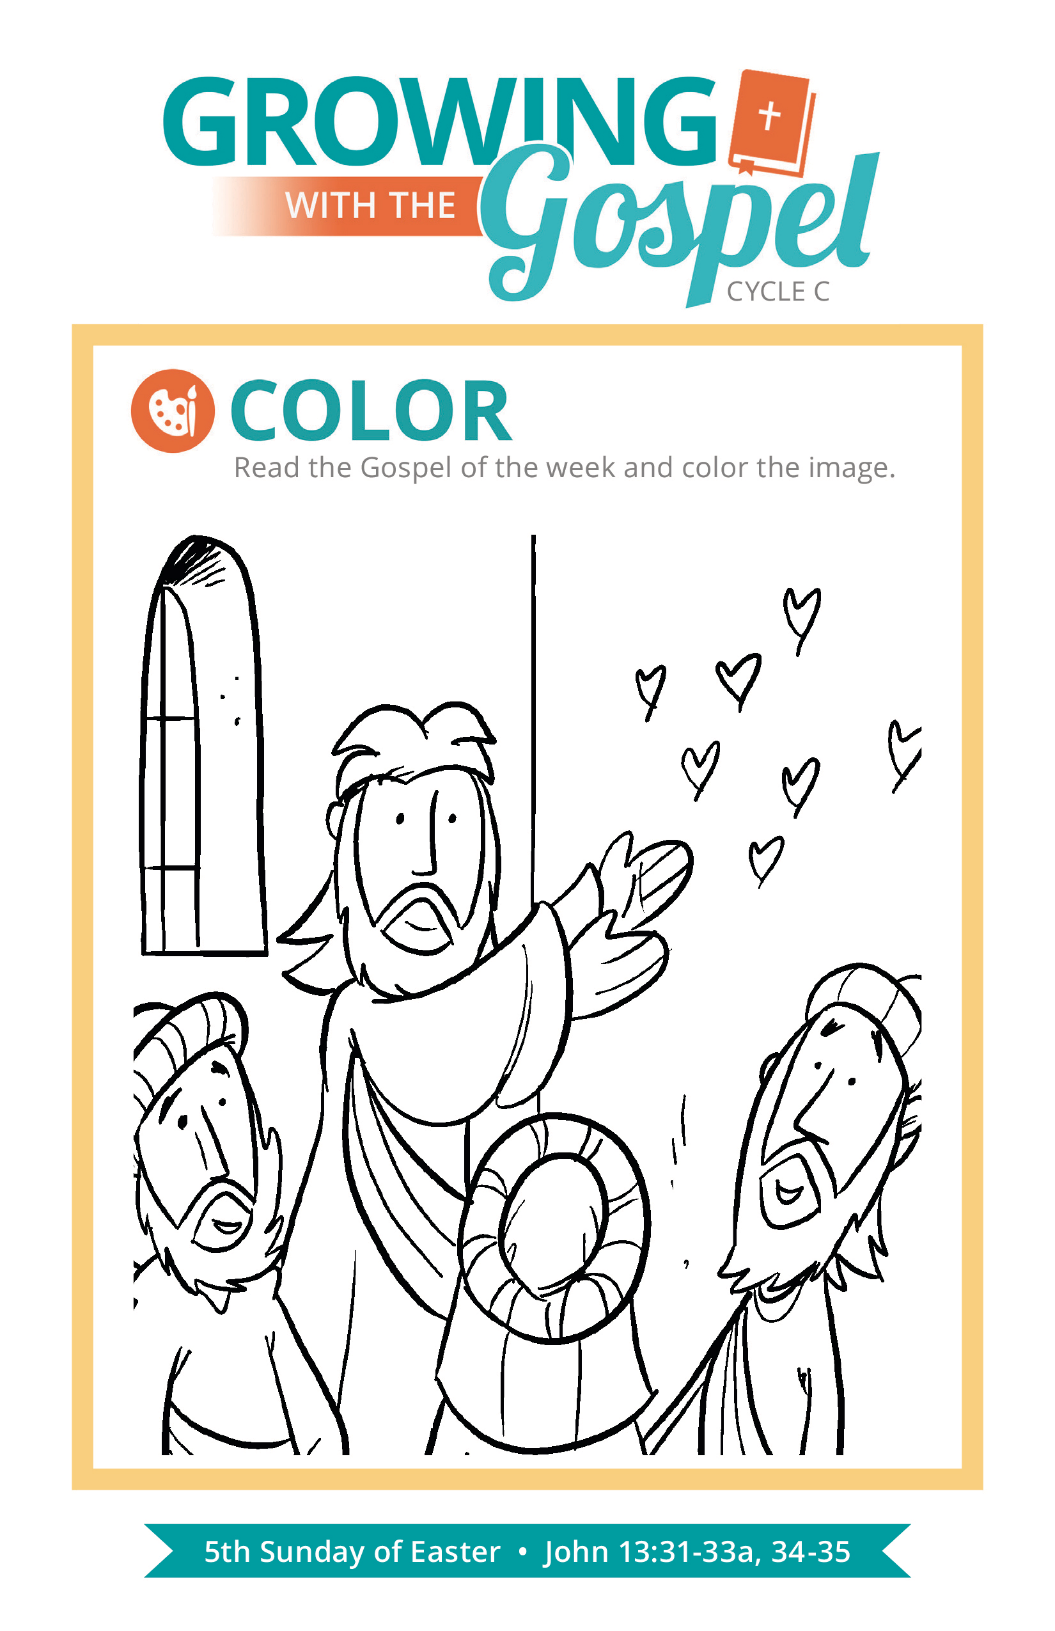 GROWING
WITH THE Gospel
CYCLE C
COLOR
Read the Gospel of the week and color the image.
5th Sunday of Easter • John 13:31-33a, 34-35